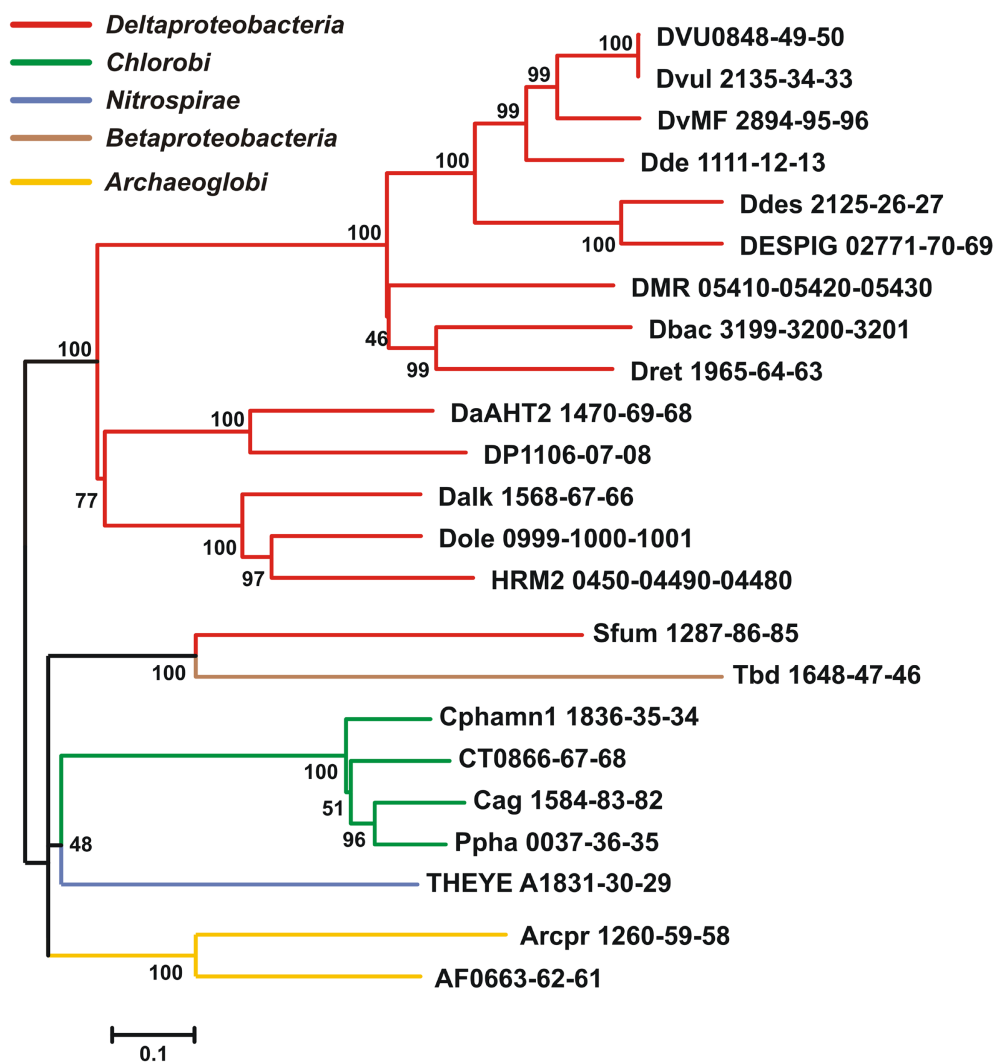 Deltaproteobacteria
Chlorobi
Nitrospirae
Betaproteobacteria
Archaeoglobi
100 DVU0848-49-50
Dvul 2135-34-33
99
DvMF 2894-95-96
99
Dde 1111-12-13
100
Ddes 2125-26-27
100 DESPIG 02771-70-69
100
DMR 05410-05420-05430
46
Dbac 3199-3200-3201
99 Dret 1965-64-63
100
DaAHT2 1470-69-68
100
DP1106-07-08
77
Dalk 1568-67-66
100
Dole 0999-1000-1001
97 HRM2 0450-04490-04480
Sfum 1287-86-85
100 Tbd 1648-47-46
Cphamn1 1836-35-34
100
CT0866-67-68
51
Cag 1584-83-82
96 Ppha 0037-36-35
48
THEYE A1831-30-29
Arcpr 1260-59-58
100 AF0663-62-61
0.1